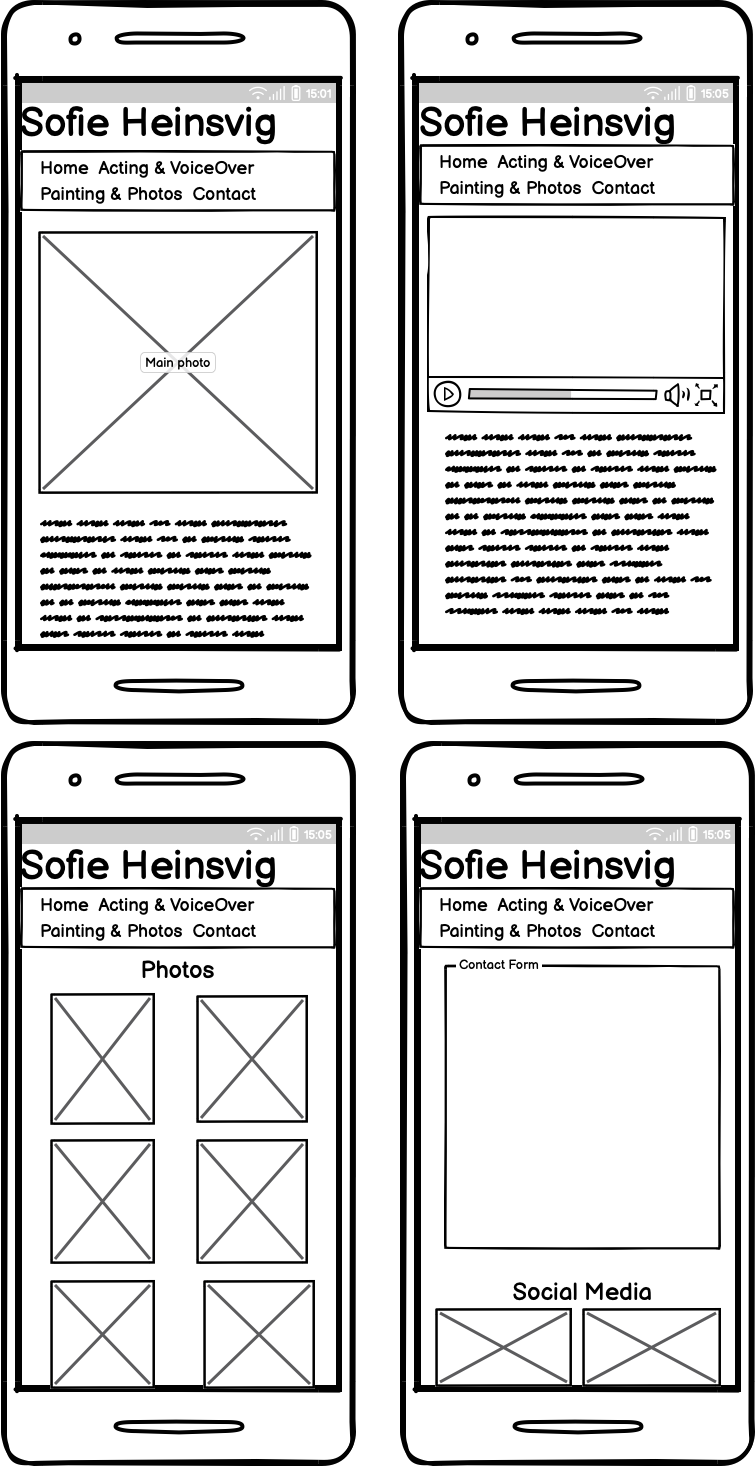 15:01
Sofie Heinsvig
Home Acting & VoiceOver
Painting & Photos Contact
Main photo
15:05
Sofie Heinsvig
Home Acting & VoiceOver
Painting & Photos Contact
15:05
Sofie Heinsvig
Home Acting & VoiceOver
Painting & Photos Contact
Photos
15:05
Sofie Heinsvig
Home Acting & VoiceOver
Painting & Photos Contact
Contact Form
Social Media